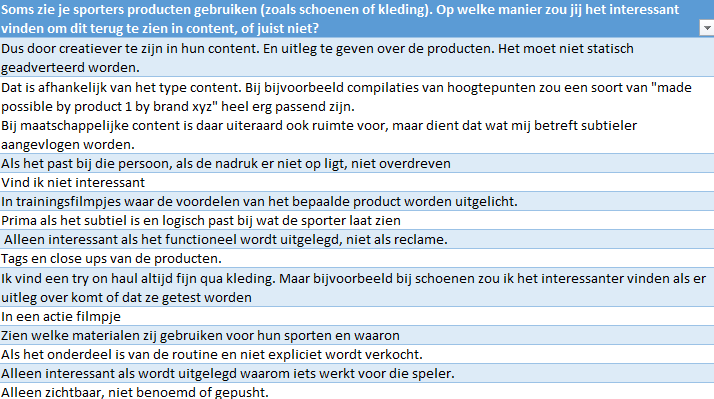 Soms zie je sporters producten gebruiken (zoals schoenen of kleding). Op welke manier zou jij het interessant
vinden om dit terug te zien in content, of juist niet?
Dus door creatiever te zijn in hun content. En uitleg te geven over de producten. Het moet niet statisch
geadverteerd worden.
Dat is afhankelijk van het type content. Bij bijvoorbeeld compilaties van hoogtepunten zou een soort van "made
possible by product 1 by brand xyz" heel erg passend zijn.
Bij maatschappelijke content is daar uiteraard ook ruimte voor, maar dient dat wat mij betreft subtieler
aangevlogen worden.
Als het past bij die persoon, als de nadruk er niet op ligt, niet overdreven
Vind ik niet interessant
In trainingsfilmpjes waar de voordelen van het bepaalde product worden uitgelicht.
Prima als het subtiel is en logisch past bij wat de sporter laat zien
Alleen interessant als het functioneel wordt uitgelegd, niet als reclame.
Tags en close ups van de producten.
Ik vind een try on haul altijd fijn qua kleding. Maar bijvoorbeeld bij schoenen zou ik het interessanter vinden als er
uitleg over komt of dat ze getest worden
In een actie filmpje
Zien welke materialen zij gebruiken voor hun sporten en waaron
Als het onderdeel is van de routine en niet expliciet wordt verkocht.
Alleen interessant als wordt uitgelegd waarom iets werkt voor die speler.
Alleen zichtbaar, niet benoemd of gepusht.